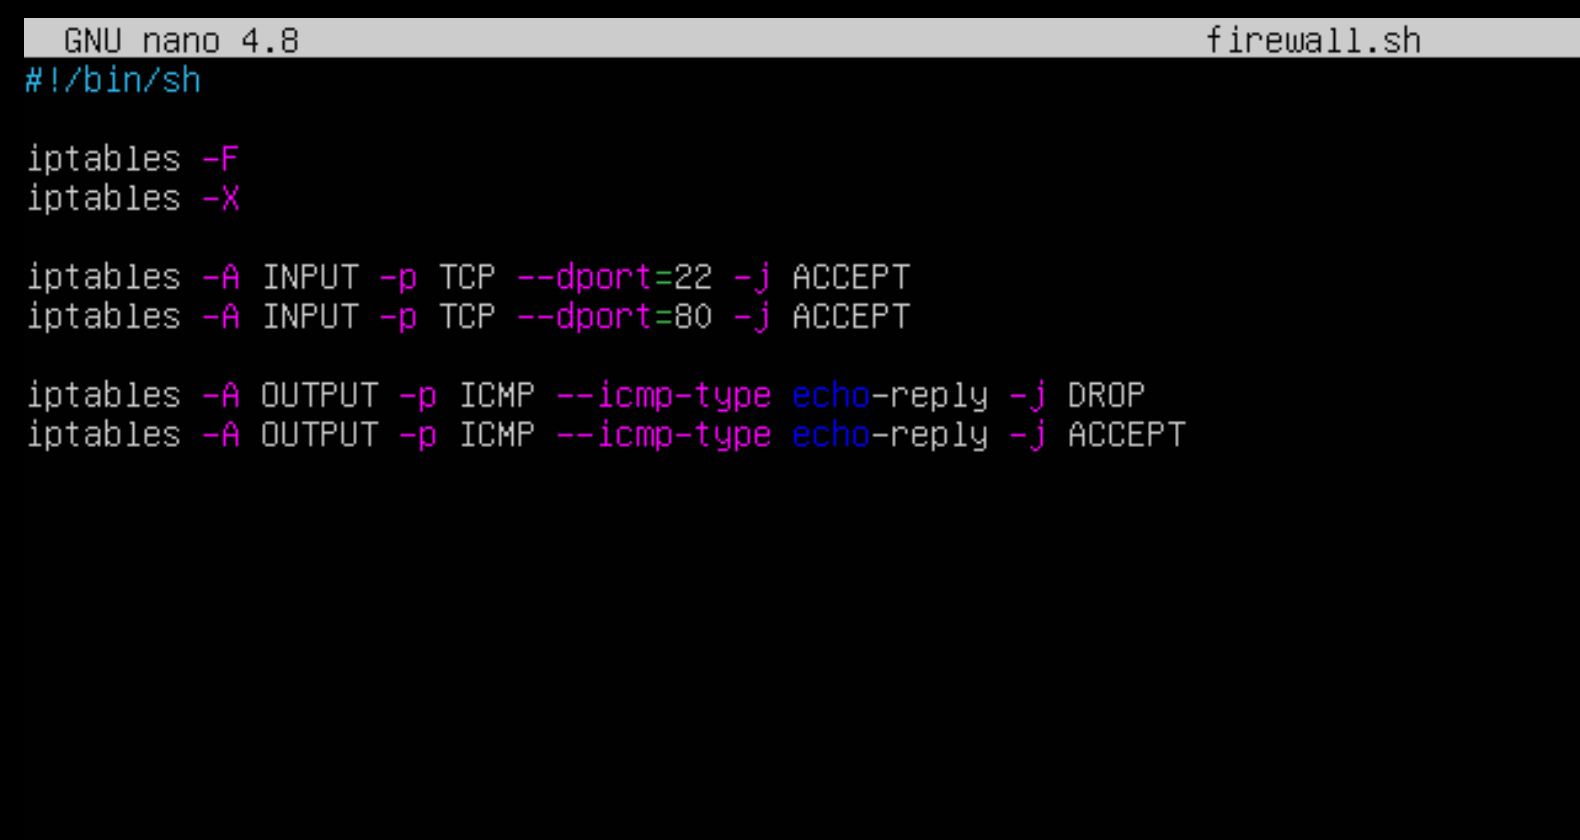 GNU nano 4.8 firewall.sh
#!/bin/sh
iptables -F
iptables -X
iptables -A INPUT -p TCP --dport=22 -j ACCEPT
iptables -A INPUT -p TCP --dport=80 -j ACCEPT
iptables -A OUTPUT -p ICMP --icmp-type echo-reply -j DROP
iptables -A OUTPUT -p ICMP --icmp-type echo-reply -j ACCEPT